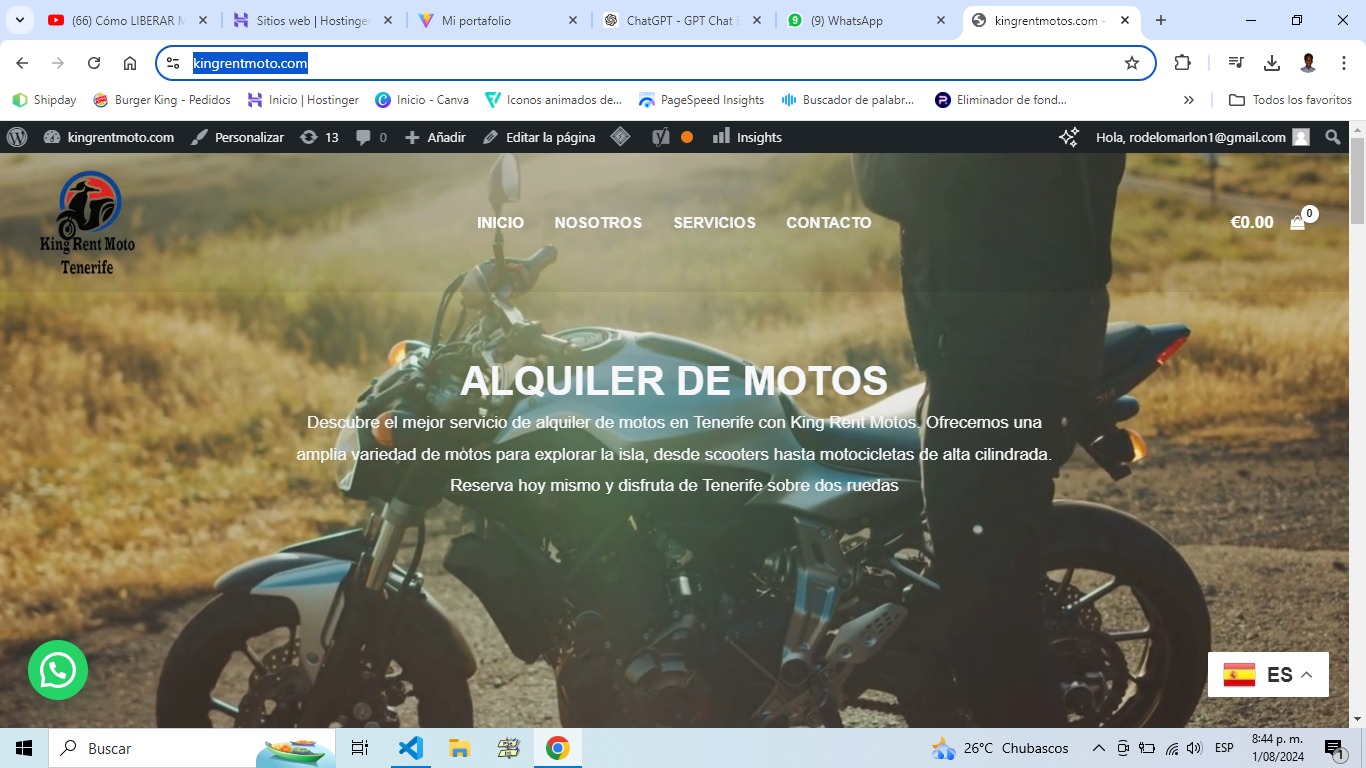 (66) Cómo LIBERAR M
Sitios web | Hostinger
Mi portafolio
ChatGPT - GPT Chat E
9
(9) WhatsApp
kingrentmotos.com -
kingrentmoto.com
Shipday
Burger King - Pedidos
Inicio | Hostinger
Inicio - Canva
Iconos animados de...
PageSpeed Insights
Buscador de palabr...
Eliminador de fond...
»
Todos los favoritos
kingrentmoto.com
Personalizar
13
0
Añadir
Editar la página
Insights
Hola, rodelomarlon1@gmail.com
King Rent Moto
Tenerife
INICIO
NOSOTROS
SERVICIOS
CONTACTO
€0.00
0
ALQUILER DE MOTOS
Descubre el mejor servicio de alquiler de motos en Tenerife con King Rent Motos. Ofrecemos una
amplia variedad de motos para explorar la isla, desde scooters hasta motocicletas de alta cilindrada.
Reserva hoy mismo y disfruta de Tenerife sobre dos ruedas
ES
Buscar
26°C Chubascos
ESP
8:44 p. m.
1/08/2024
1